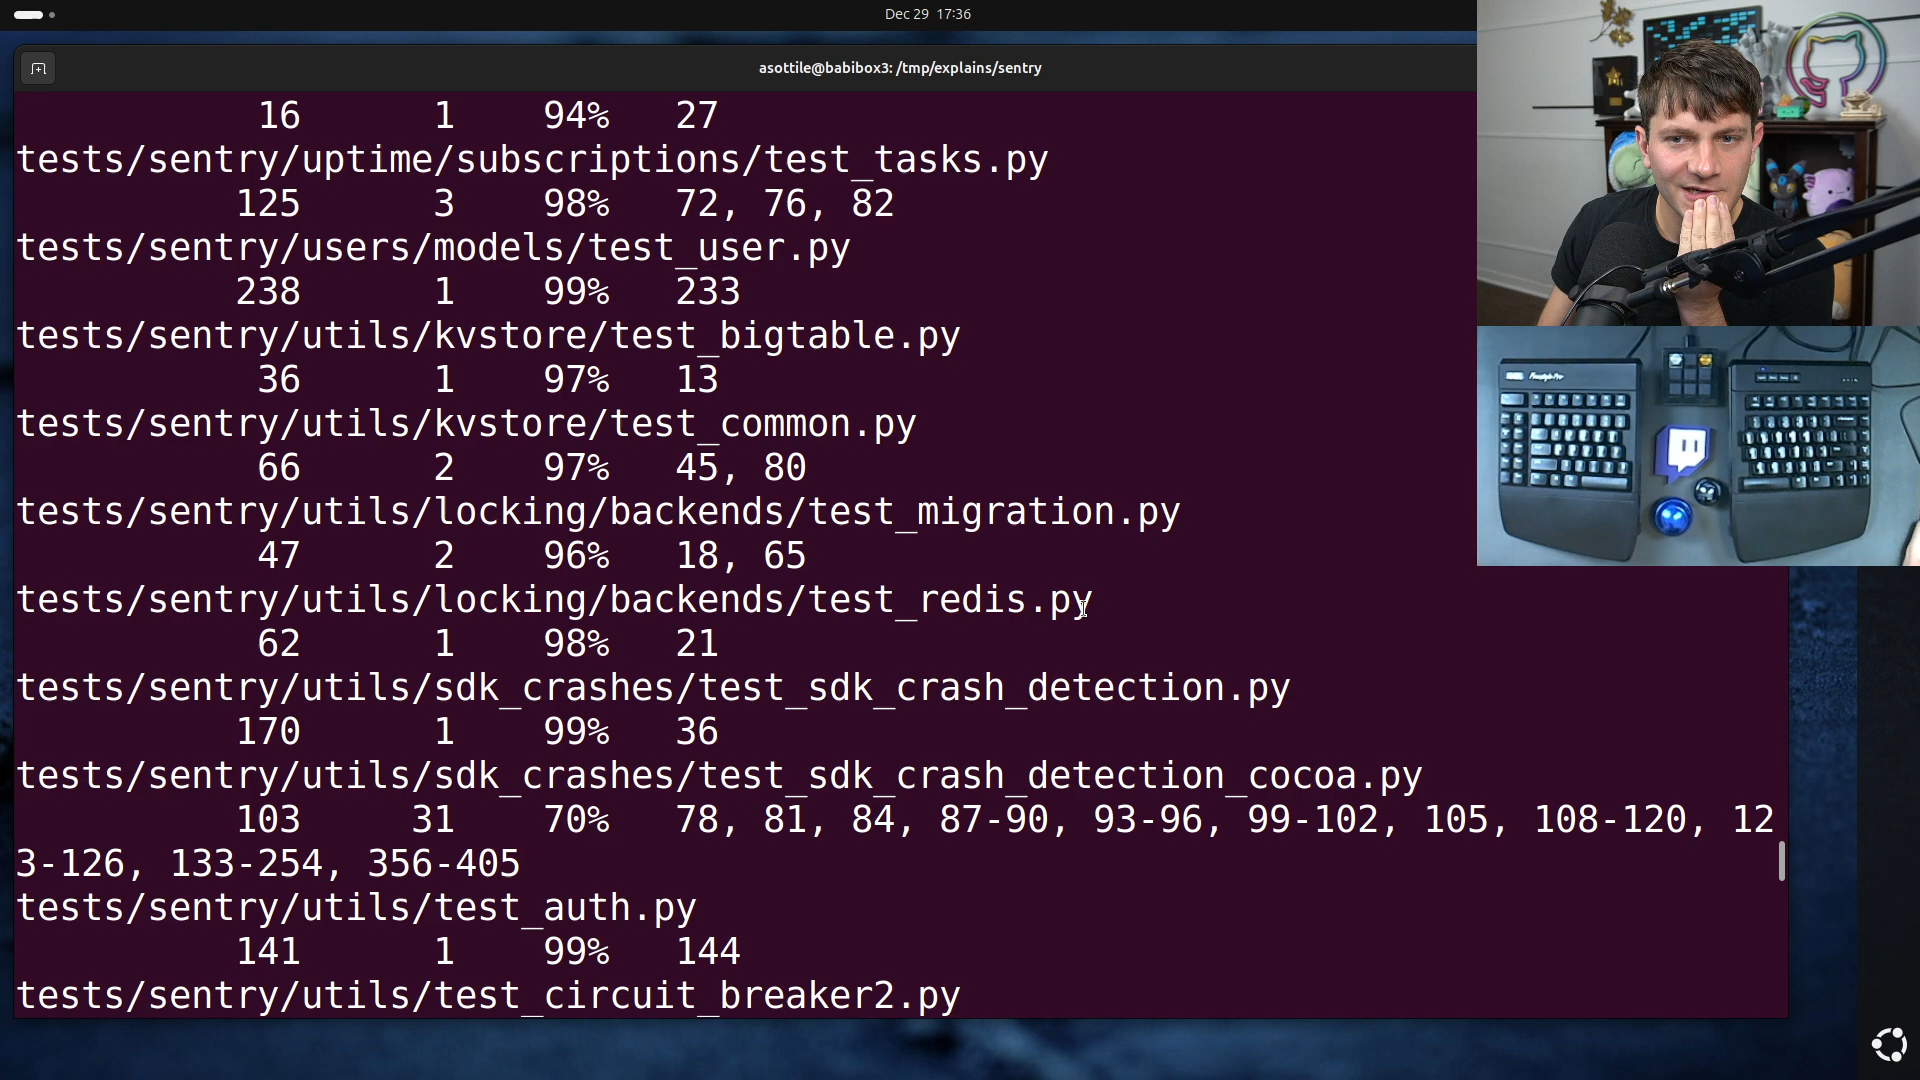 Dec 29 17:36
asottile@babibox3: /tmp/explains/sentry
16 1 94% 27
tests/sentry/uptime/subscriptions/test_tasks.py
125 3 98% 72, 76, 82
tests/sentry/users/models/test_user.py
238 1 99% 233
tests/sentry/utils/kvstore/test_bigtable.py
36 1 97% 13
tests/sentry/utils/kvstore/test_common.py
66 2 97% 45, 80
tests/sentry/utils/locking/backends/test_migration.py
47 2 96% 18, 65
tests/sentry/utils/locking/backends/test_redis.py
62 1 98% 21
tests/sentry/utils/sdk_crashes/test_sdk_crash_detection.py
170 1 99% 36
tests/sentry/utils/sdk_crashes/test_sdk_crash_detection_cocoa.py
103 31 70% 78, 81, 84, 87-90, 93-96, 99-102, 105, 108-120, 12
3-126, 133-254, 356-405
tests/sentry/utils/test_auth.py
141 1 99% 144
tests/sentry/utils/test_circuit_breaker2.py